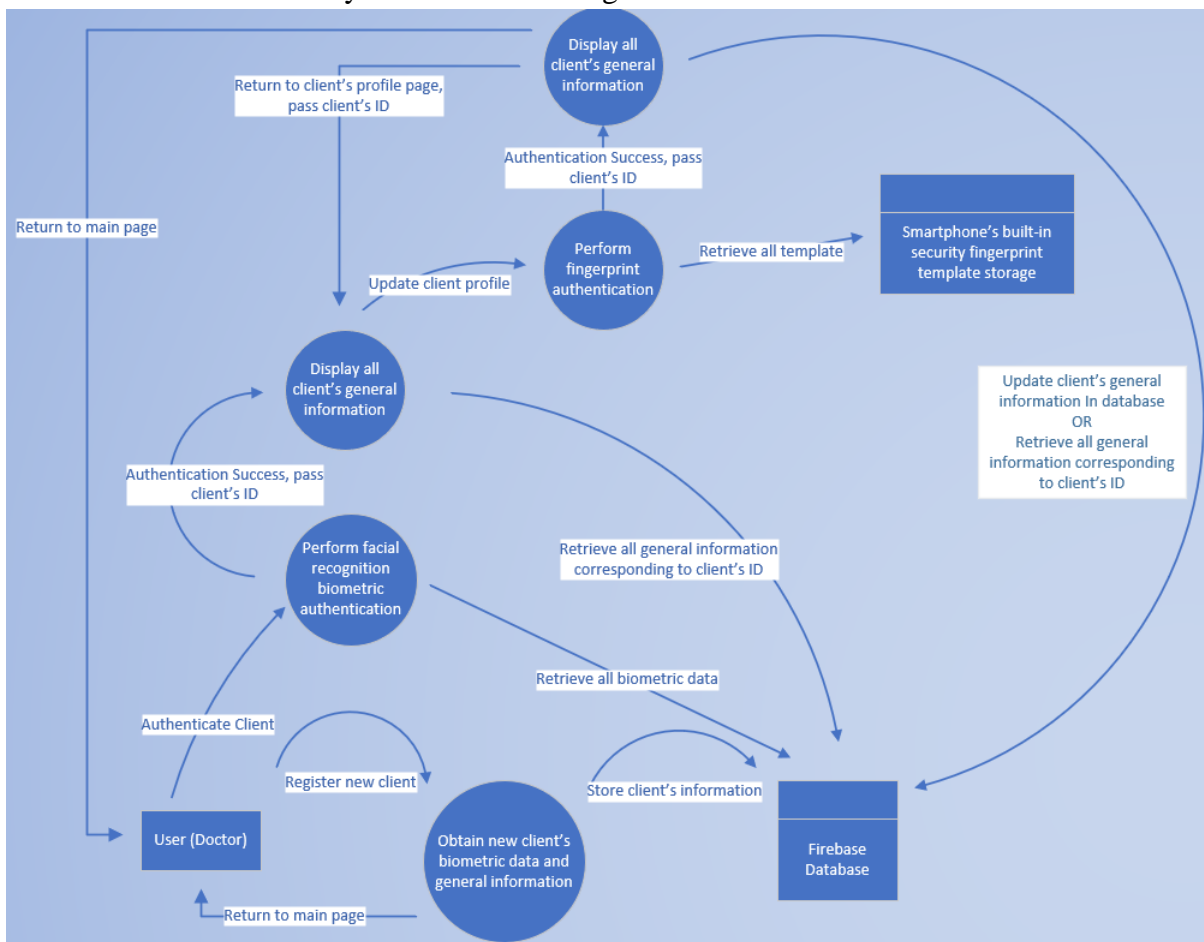 Display all
client's general
information
Return to client's profile page,
pass client's ID
Authentication Success, pass
client's ID
Return to main page
Smartphone's built-in
security fingerprint
template storage
Perform
fingerprint
authentication
Retrieve all template
Update client profile
Display all
client's general
information
Update client's general
information In database
OR
Retrieve all general
information corresponding
to client's ID
Authentication Success, pass
client's ID
Perform facial
recognition
biometric
authentication
Retrieve all general information
corresponding to client's ID
Retrieve all biometric data
Authenticate Client
Register new client
Store client's information
User (Doctor)
Obtain new client's
biometric data and
general information
Firebase
Database
Return to main page